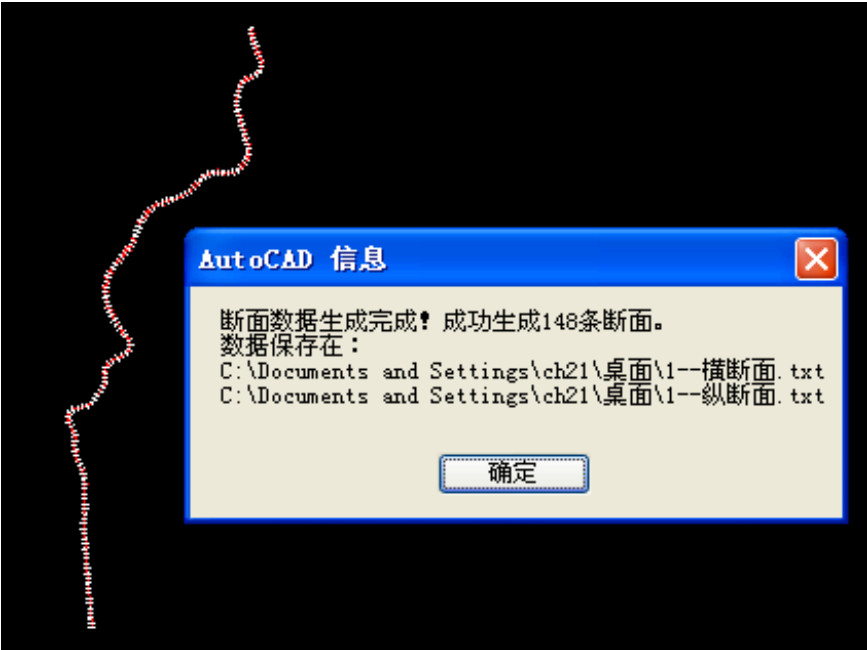 AutoCAD 信息
断面数据生成完成！成功生成148条断面。
数据保存在：
C:\Documents and Settings\ch21\桌面\1--横断面.txt
C:\Documents and Settings\ch21\桌面\1--纵断面.txt
确定